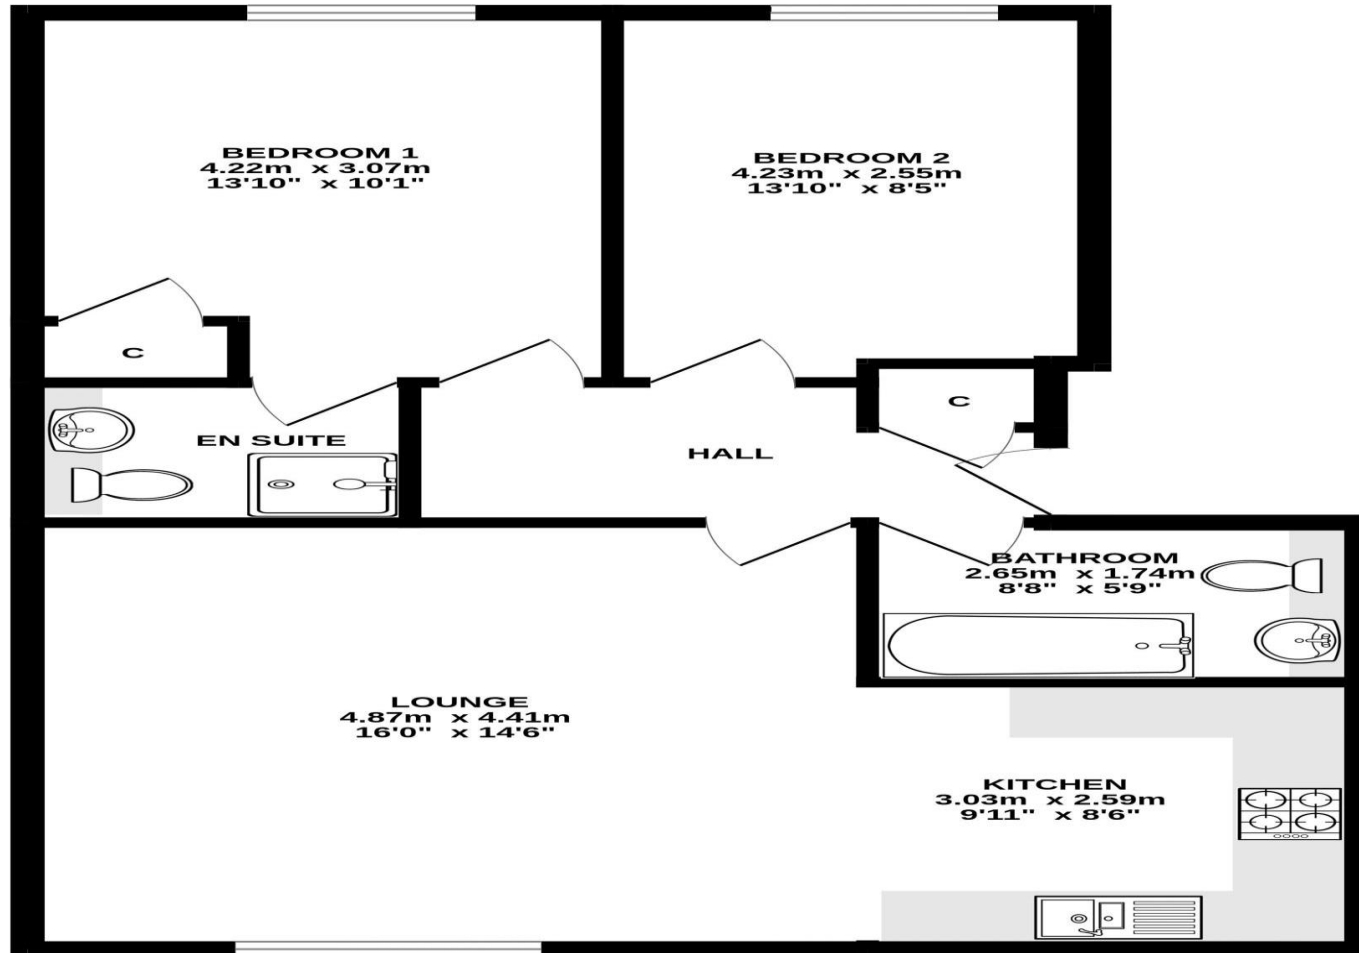 BEDROOM 1
4.22m x 3.07m
13'10" x 10'1"
BEDROOM 2
4.23m x 2.55m
13'10" x 8'5"
C
C
EN SUITE
HALL
BATHROOM
2.65m x 1.74m
8'8" x 5'9"
LOUNGE
4.87m x 4.41m
16'0" x 14'6"
KITCHEN
3.03m x 2.59m
9'11" x 8'6"